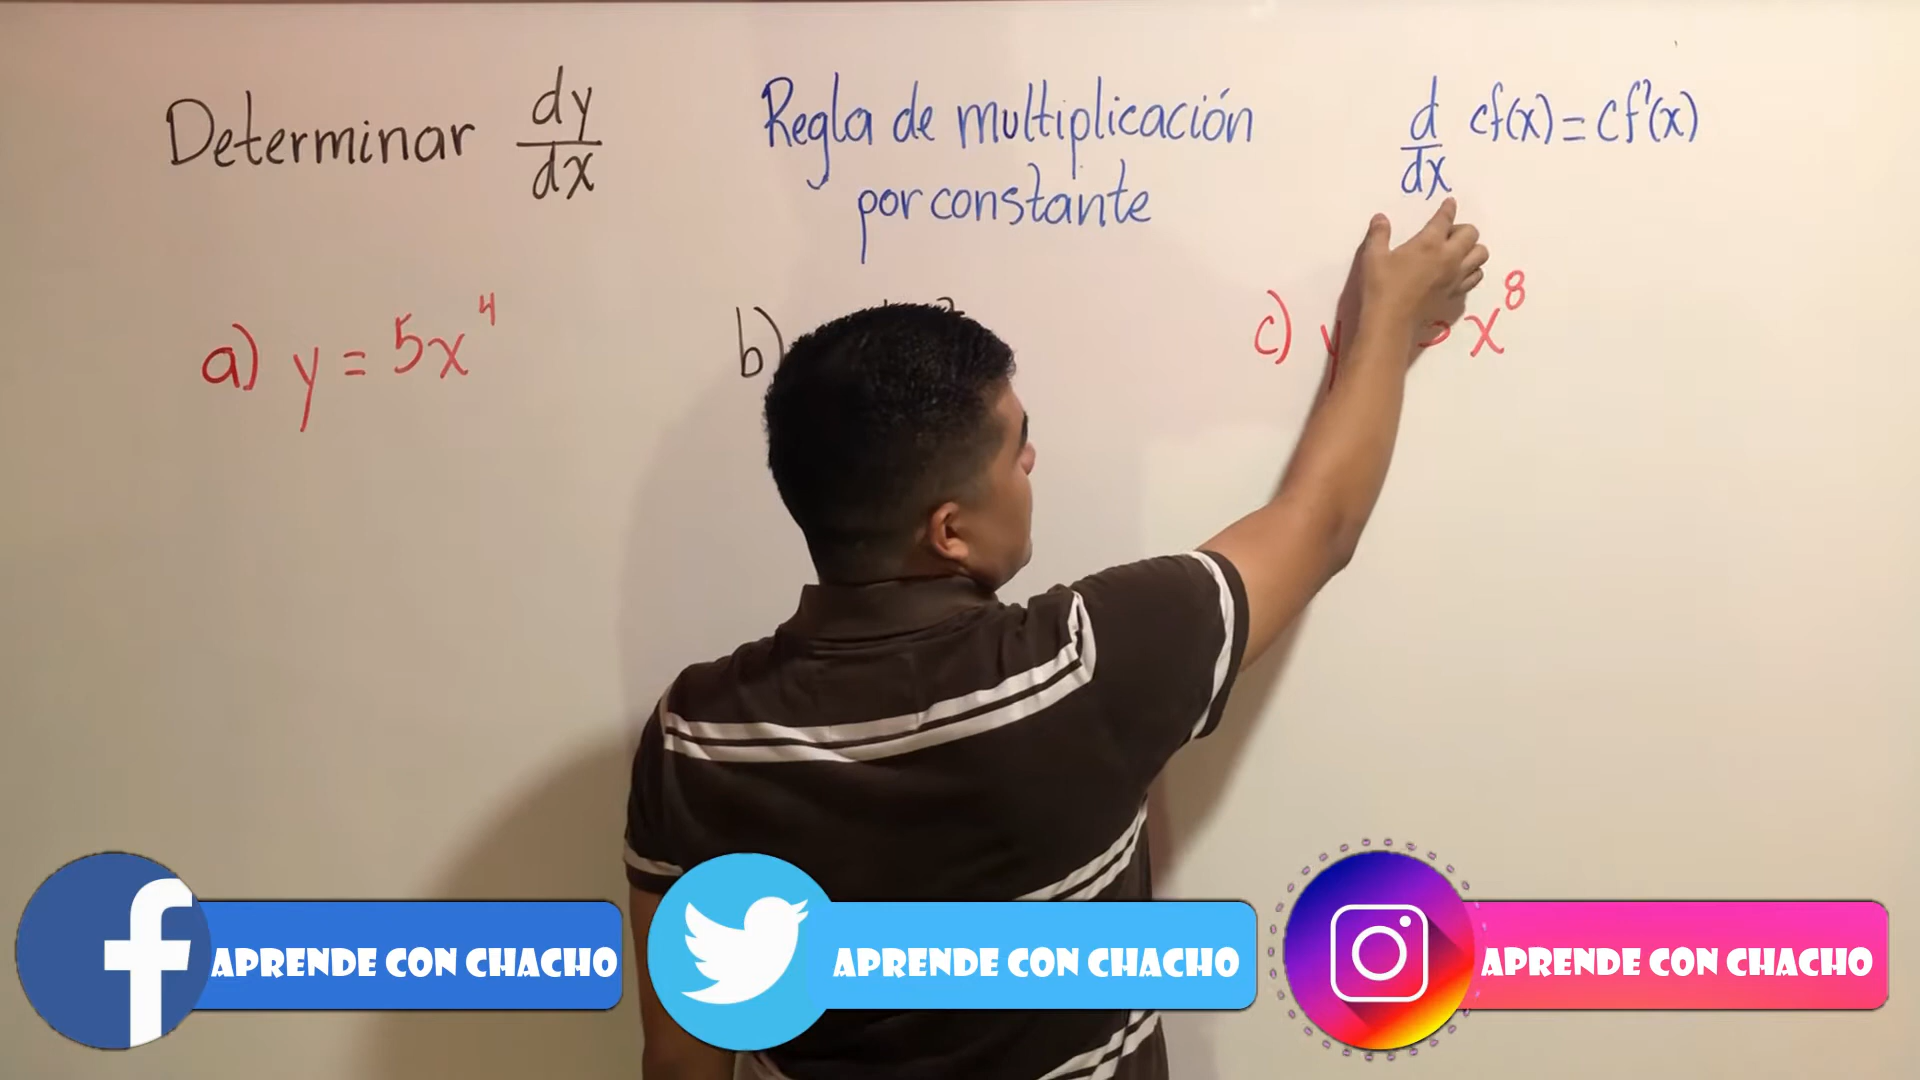 Determinar dy/dx
Regla de multiplicación
por constante
d/dx cf(x) = cf'(x)
a) y = 5x⁴
b)
c) y x⁸
APRENDE CON CHACHO
APRENDE CON CHACHO
APRENDE CON CHACHO